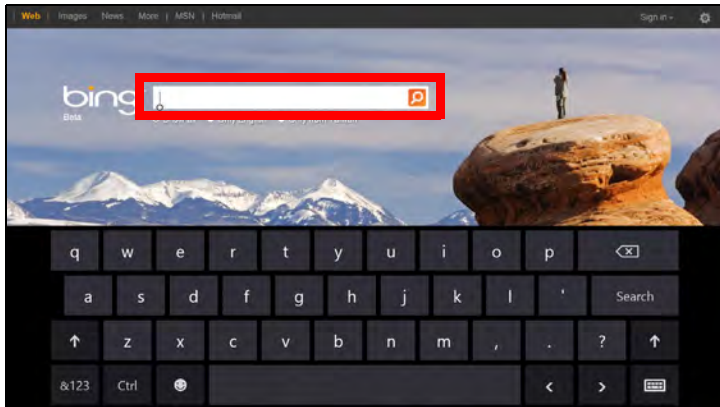 Web | Images News More | MSN | Hotmail Sign in
bing
Beta
q w e r t y u i o p
a s d f g h j k l ' Search
z x c v b n m , . ?
&123 Ctrl < >